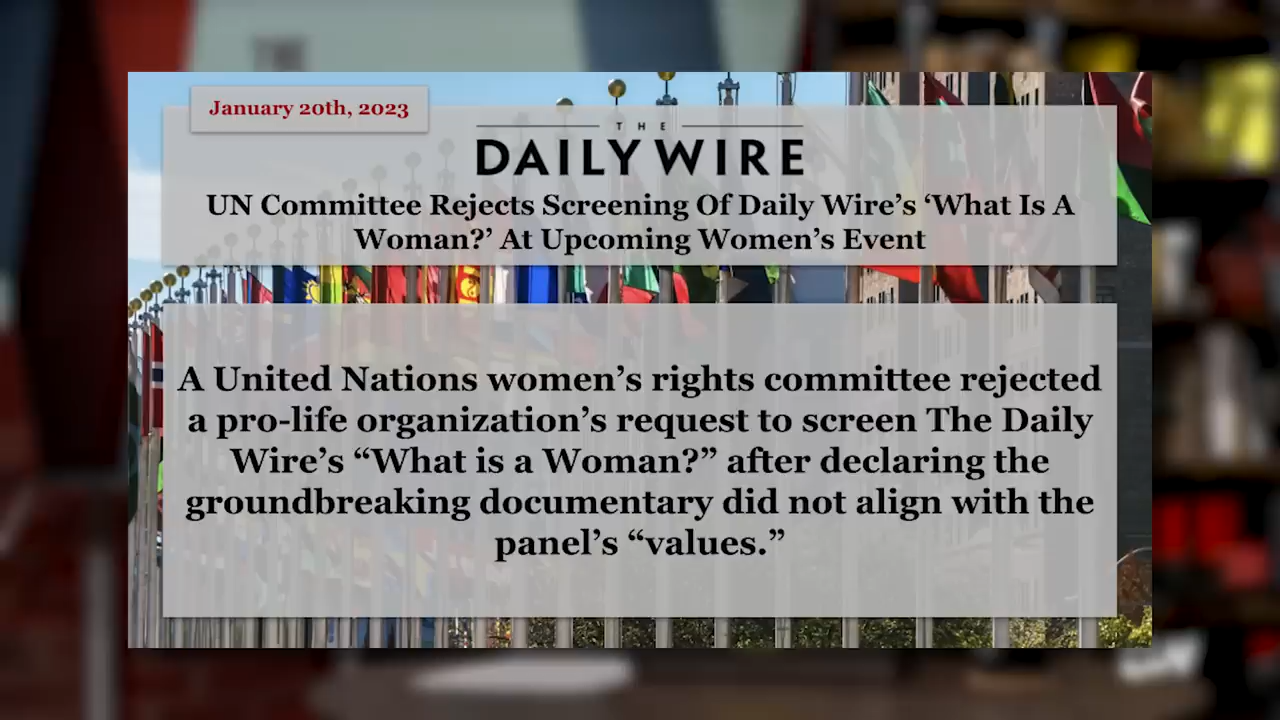 January 20th, 2023
THE
DAILY WIRE
UN Committee Rejects Screening Of Daily Wire's ‘What Is A
Woman?’ At Upcoming Women's Event
A United Nations women's rights committee rejected
a pro-life organization's request to screen The Daily
Wire's “What is a Woman?” after declaring the
groundbreaking documentary did not align with the
panel's “values.”